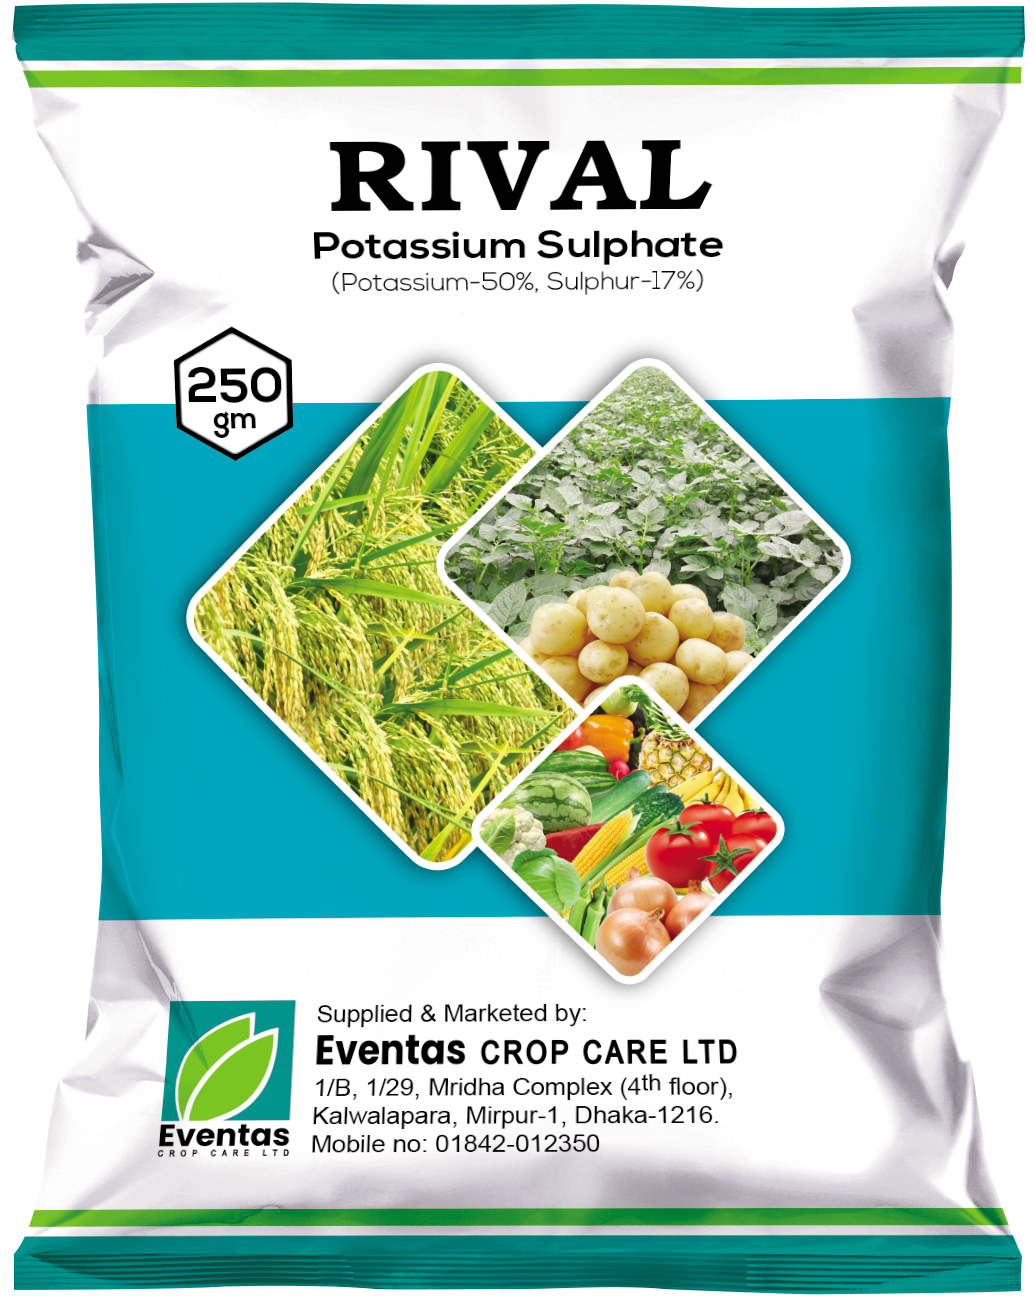 RIVAL
Potassium Sulphate
(Potassium-50%, Sulphur-17%)
250
gm
Supplied & Marketed by:
Eventas CROP CARE LTD
1/B, 1/29, Mridha Complex (4th floor),
Kalwalapara, Mirpur-1, Dhaka-1216.
Mobile no: 01842-012350
Eventas
CROP CARE LTD